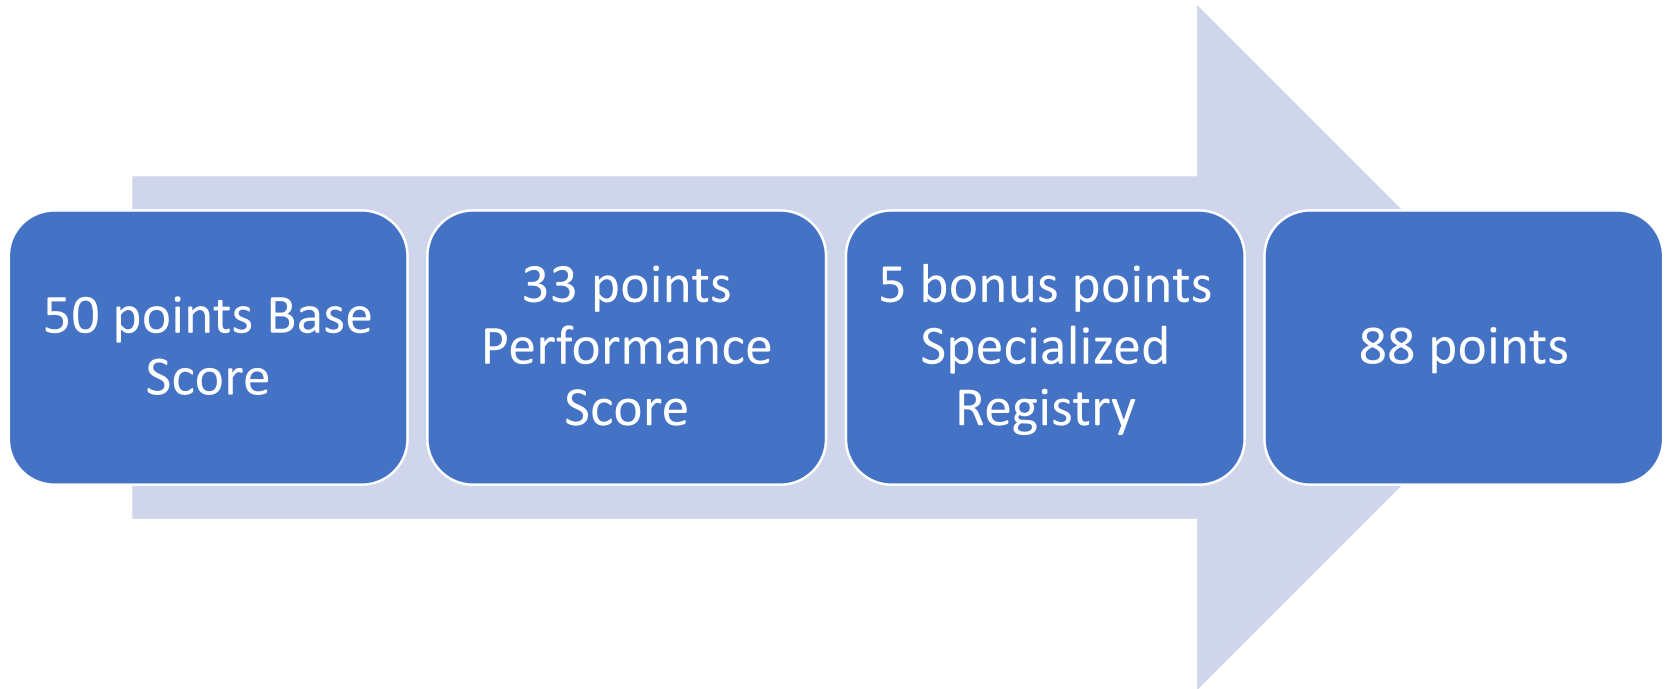 50 points Base
Score
33 points
Performance
Score
5 bonus points
Specialized
Registry
88 points